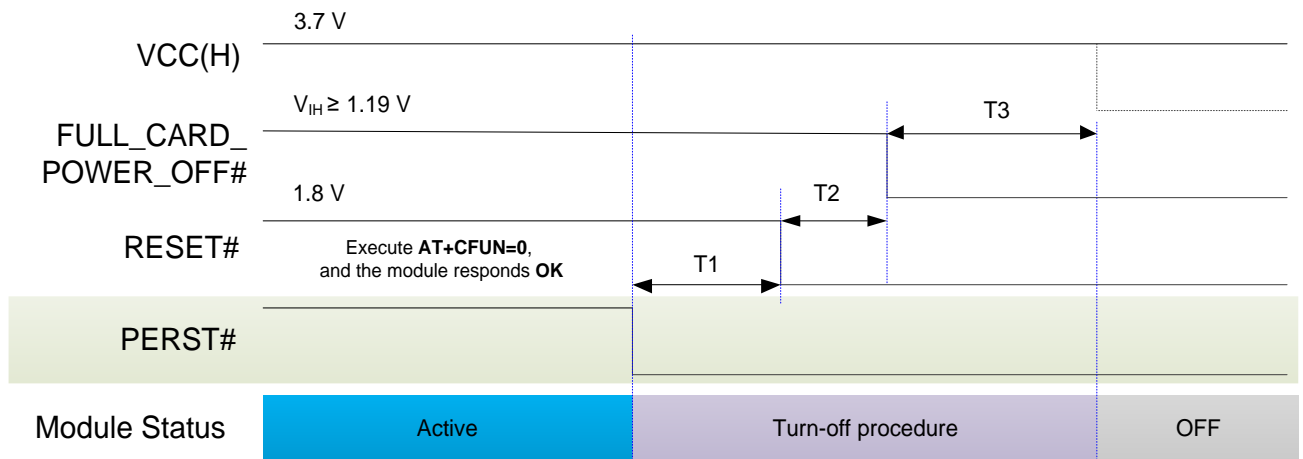 3.7 V
VCC(H)
VIH ≥ 1.19 V
T3
FULL_CARD_
POWER_OFF#
1.8 V
T2
RESET#
Execute AT+CFUN=0,
and the module responds OK
T1
PERST#
Module Status
Active
Turn-off procedure
OFF